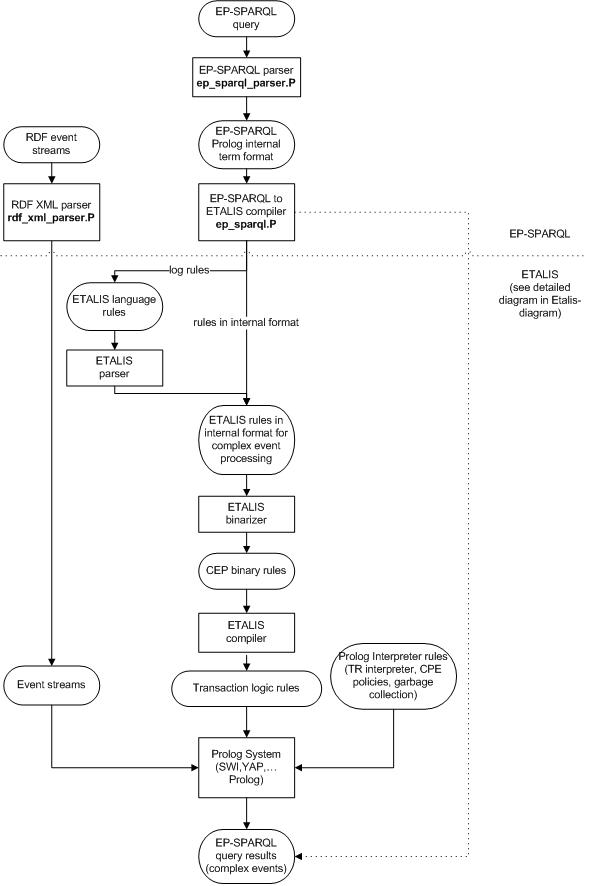 EP-SPARQL
query
EP-SPARQL parser
ep_sparql_parser.P
RDF event
streams
EP-SPARQL
Prolog internal
term format
RDF XML parser
rdf_xml_parser.P
EP-SPARQL to
ETALIS compiler
ep_sparql.P
EP-SPARQL
log rules
ETALIS
(see detailed
diagram in Etalis-
diagram)
ETALIS language
rules
rules in internal format
ETALIS
parser
ETALIS rules in
internal format for
complex event
processing
ETALIS
binarizer
CEP binary rules
ETALIS
compiler
Prolog Interpreter rules
(TR interpreter, CPE
policies, garbage
collection)
Event streams
Transaction logic rules
Prolog System
(SWI,YAP,...
Prolog)
EP-SPARQL
query results
(complex events)